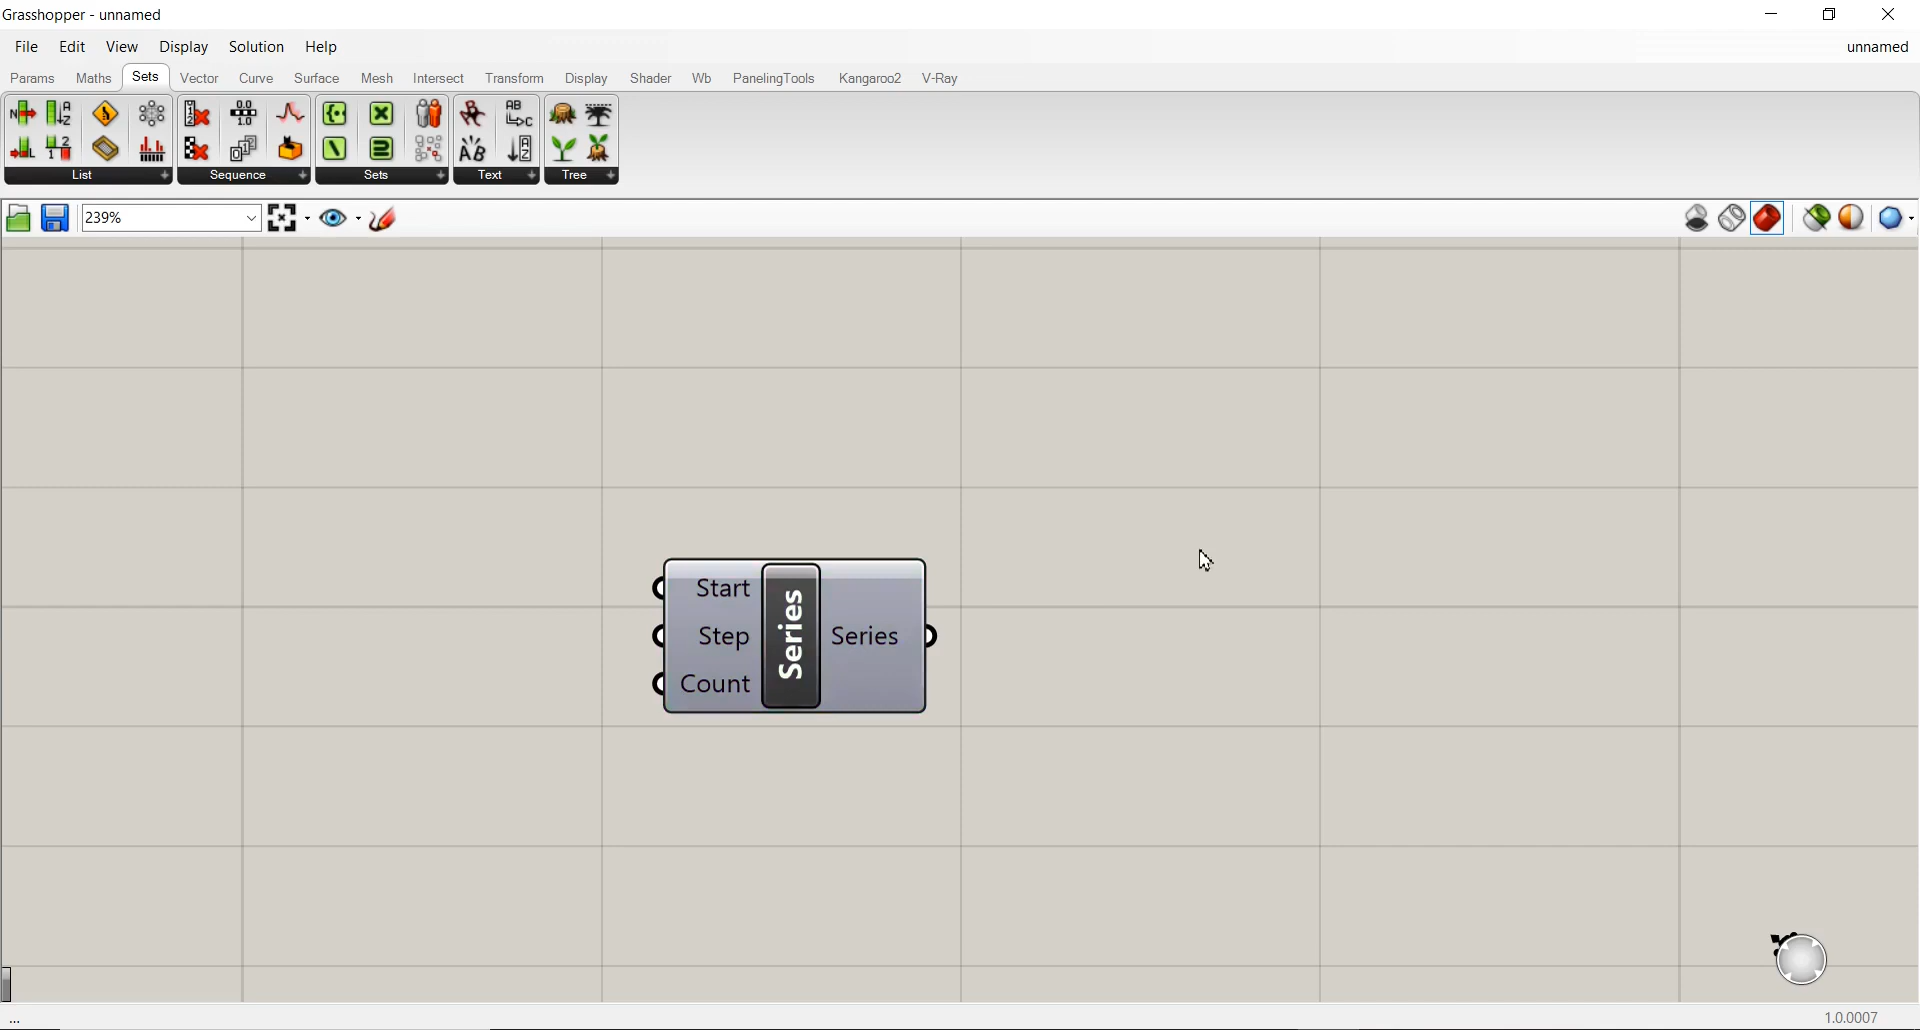 Grasshopper - unnamed
File Edit View Display Solution Help unnamed
Params Maths Sets Vector Curve Surface Mesh Intersect Transform Display Shader Wb PanelingTools Kangaroo2 V-Ray
List Sequence Sets Text Tree
239%
Start
Step
Count
Series
Series
... 1.0.0007